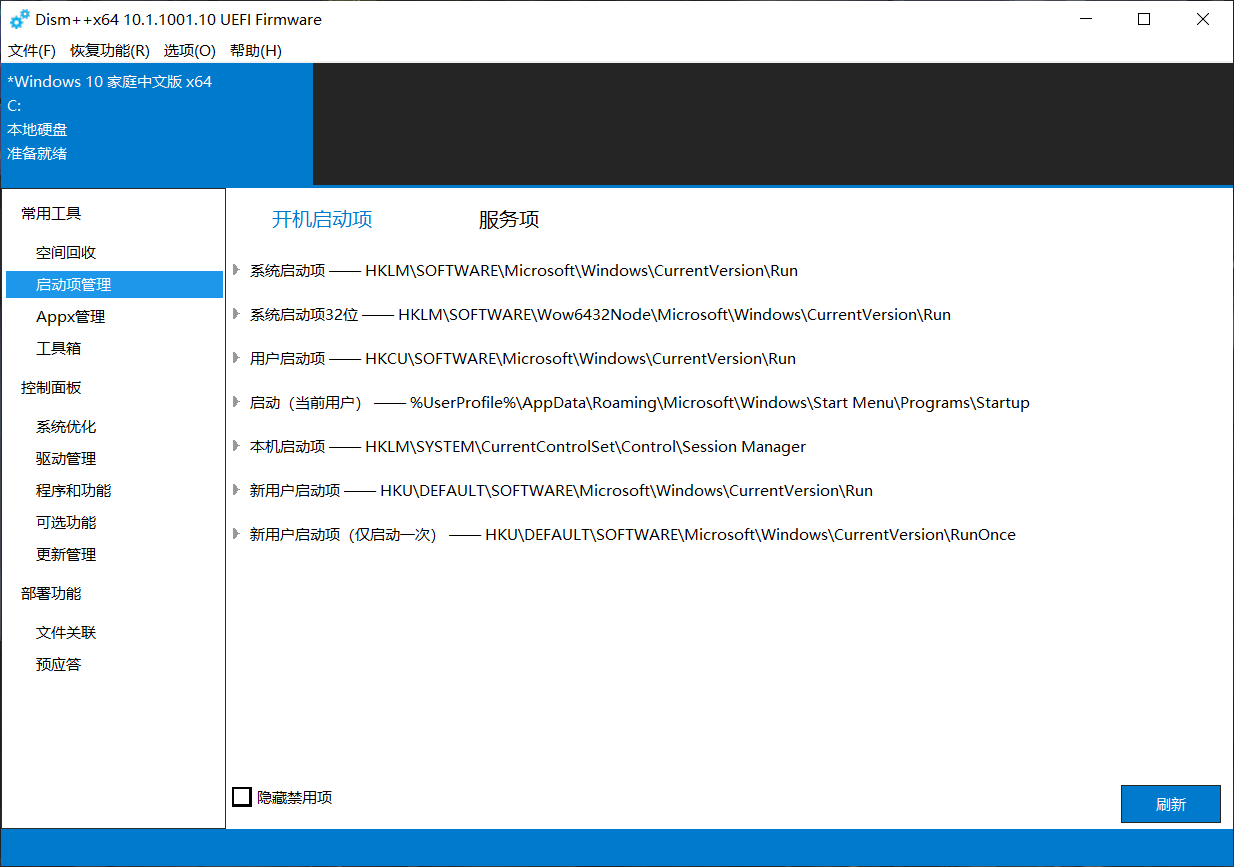 Dism++x64 10.1.1001.10 UEFI Firmware
文件(F) 恢复功能(R) 选项(O) 帮助(H)
*Windows 10 家庭中文版 x64
C:
本地硬盘
准备就绪
常用工具
空间回收
启动项管理
Appx管理
工具箱
控制面板
系统优化
驱动管理
程序和功能
可选功能
更新管理
部署功能
文件关联
预应答
开机启动项 服务项
系统启动项 —— HKLM\SOFTWARE\Microsoft\Windows\CurrentVersion\Run
系统启动项32位 —— HKLM\SOFTWARE\Wow6432Node\Microsoft\Windows\CurrentVersion\Run
用户启动项 —— HKCU\SOFTWARE\Microsoft\Windows\CurrentVersion\Run
启动（当前用户） —— %UserProfile%\AppData\Roaming\Microsoft\Windows\Start Menu\Programs\Startup
本机启动项 —— HKLM\SYSTEM\CurrentControlSet\Control\Session Manager
新用户启动项 —— HKU\DEFAULT\SOFTWARE\Microsoft\Windows\CurrentVersion\Run
新用户启动项（仅启动一次） —— HKU\DEFAULT\SOFTWARE\Microsoft\Windows\CurrentVersion\RunOnce
隐藏禁用项
刷新